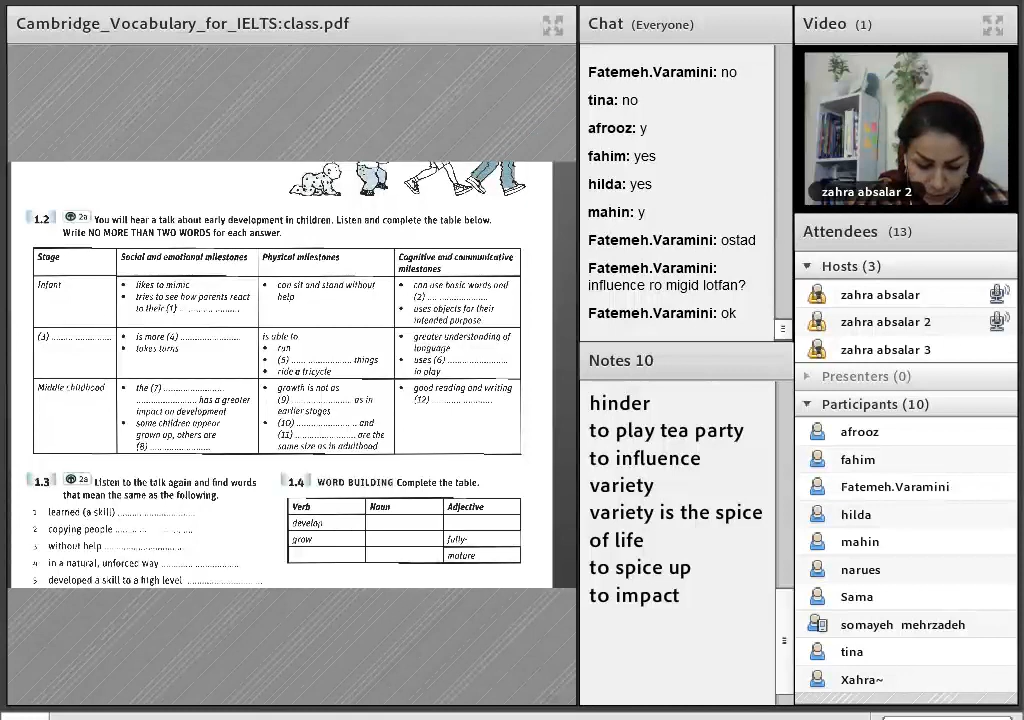 Cambridge_Vocabulary_for_IELTS:class.pdf
1.2 2a You will hear a talk about early development in children. Listen and complete the table below.
Write NO MORE THAN TWO WORDS for each answer.
Stage
Social and emotional milestones
Physical milestones
Cognitive and communicative
milestones
Infant
• likes to mimic
• tries to see how parents react
to their (1) ......................
• can sit and stand without
help
• can use basic words and
(2) ......................
• uses objects for their
intended purpose
(3) ......................
• is more (4) ......................
• takes turns
is able to
• run
• (5) ...................... things
• ride a tricycle
• greater understanding of
language
• uses (6) ......................
in play
Middle childhood
• the (7) ......................
...................... has a greater
impact on development
• some children appear
grown up, others are
(8) ......................
• growth is not as
(9) ...................... as in
earlier stages
• (10) ...................... and
(11) ...................... are the
same size as in adulthood
• good reading and writing
(12) ......................
1.3 2a Listen to the talk again and find words
that mean the same as the following.
1 learned (a skill) ......................
2 copying people ......................
3 without help ......................
4 in a natural, unforced way ......................
5 developed a skill to a high level ......................
1.4 WORD BUILDING Complete the table.
Verb Noun Adjective
develop
grow fully-
mature
Chat (Everyone)
Fatemeh.Varamini: no
tina: no
afrooz: y
fahim: yes
hilda: yes
mahin: y
Fatemeh.Varamini: ostad
Fatemeh.Varamini:
influence ro migid lotfan?
Fatemeh.Varamini: ok
Notes 10
hinder
to play tea party
to influence
variety
variety is the spice
of life
to spice up
to impact
Video (1)
zahra absalar 2
Attendees (13)
Hosts (3)
zahra absalar
zahra absalar 2
zahra absalar 3
Presenters (0)
Participants (10)
afrooz
fahim
Fatemeh.Varamini
hilda
mahin
narues
Sama
somayeh mehrzadeh
tina
Xahra~